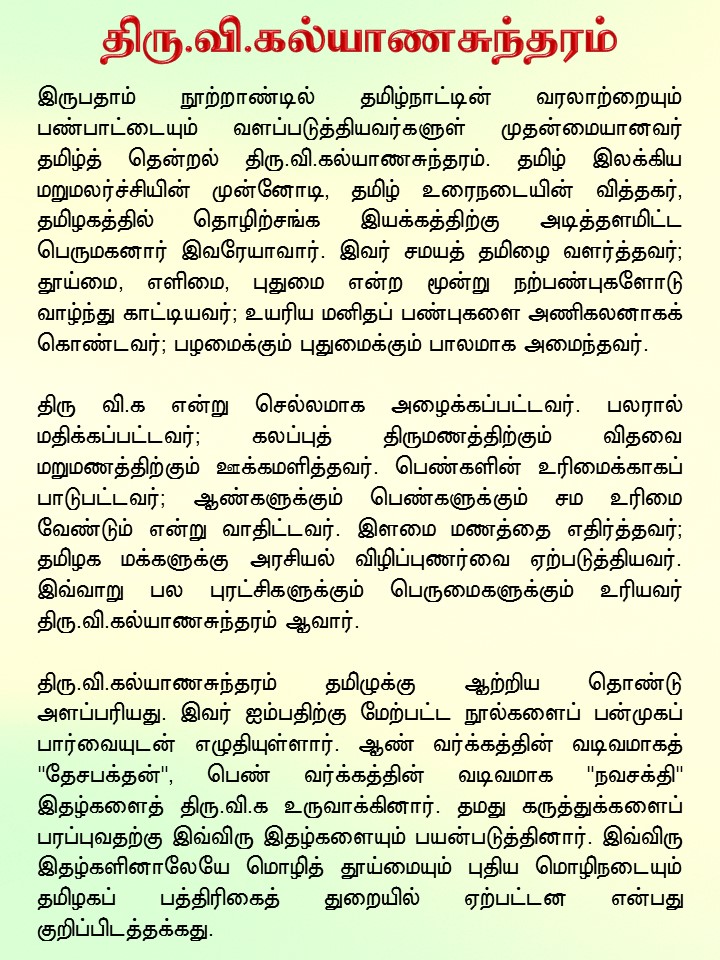 திரு.வி.கல்யாணசுந்தரம்
இருபதாம் நூற்றாண்டில் தமிழ்நாட்டின் வரலாற்றையும்
பண்பாட்டையும் வளப்படுத்தியவர்களுள் முதன்மையானவர்
தமிழ்த் தென்றல் திரு.வி.கல்யாணசுந்தரம். தமிழ் இலக்கிய
மறுமலர்ச்சியின் முன்னோடி, தமிழ் உரைநடையின் வித்தகர்,
தமிழகத்தில் தொழிற்சங்க இயக்கத்திற்கு அடித்தளமிட்ட
பெருமகனார் இவரேயாவார். இவர் சமயத் தமிழை வளர்த்தவர்;
தூய்மை, எளிமை, புதுமை என்ற மூன்று நற்பண்புகளோடு
வாழ்ந்து காட்டியவர்; உயரிய மனிதப் பண்புகளை அணிகலனாகக்
கொண்டவர்; பழமைக்கும் புதுமைக்கும் பாலமாக அமைந்தவர்.
திரு வி.க என்று செல்லமாக அழைக்கப்பட்டவர். பலரால்
மதிக்கப்பட்டவர்; கலப்புத் திருமணத்திற்கும் விதவை
மறுமணத்திற்கும் ஊக்கமளித்தவர். பெண்களின் உரிமைக்காகப்
பாடுபட்டவர்; ஆண்களுக்கும் பெண்களுக்கும் சம உரிமை
வேண்டும் என்று வாதிட்டவர். இளமை மணத்தை எதிர்த்தவர்;
தமிழக மக்களுக்கு அரசியல் விழிப்புணர்வை ஏற்படுத்தியவர்.
இவ்வாறு பல புரட்சிகளுக்கும் பெருமைகளுக்கும் உரியவர்
திரு.வி.கல்யாணசுந்தரம் ஆவார்.
திரு.வி.கல்யாணசுந்தரம் தமிழுக்கு ஆற்றிய தொண்டு
அளப்பரியது. இவர் ஐம்பதிற்கு மேற்பட்ட நூல்களைப் பன்முகப்
பார்வையுடன் எழுதியுள்ளார். ஆண் வர்க்கத்தின் வடிவமாகத்
"தேசபக்தன்", பெண் வர்க்கத்தின் வடிவமாக "நவசக்தி"
இதழ்களைத் திரு.வி.க உருவாக்கினார். தமது கருத்துக்களைப்
பரப்புவதற்கு இவ்விரு இதழ்களையும் பயன்படுத்தினார். இவ்விரு
இதழ்களினாலேயே மொழித் தூய்மையும் புதிய மொழிநடையும்
தமிழகப் பத்திரிகைத் துறையில் ஏற்பட்டன என்பது
குறிப்பிடத்தக்கது.